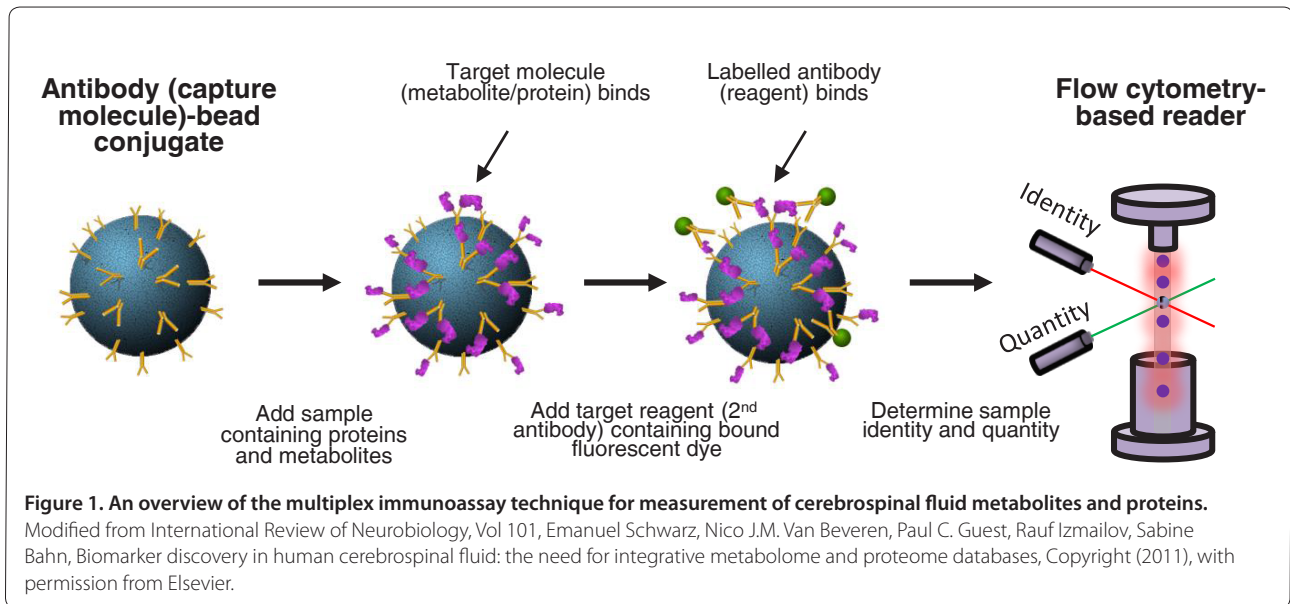 Antibody (capture
molecule)-bead
conjugate
Target molecule
(metabolite/protein) binds
Labelled antibody
(reagent) binds
Flow cytometry-
based reader
Identity
Quantity
Add sample
containing proteins
and metabolites
Add target reagent (2nd
antibody) containing bound
fluorescent dye
Determine sample
identity and quantity
Figure 1. An overview of the multiplex immunoassay technique for measurement of cerebrospinal fluid metabolites and proteins.
Modified from International Review of Neurobiology, Vol 101, Emanuel Schwarz, Nico J.M. Van Beveren, Paul C. Guest, Rauf Izmailov, Sabine
Bahn, Biomarker discovery in human cerebrospinal fluid: the need for integrative metabolome and proteome databases, Copyright (2011), with
permission from Elsevier.